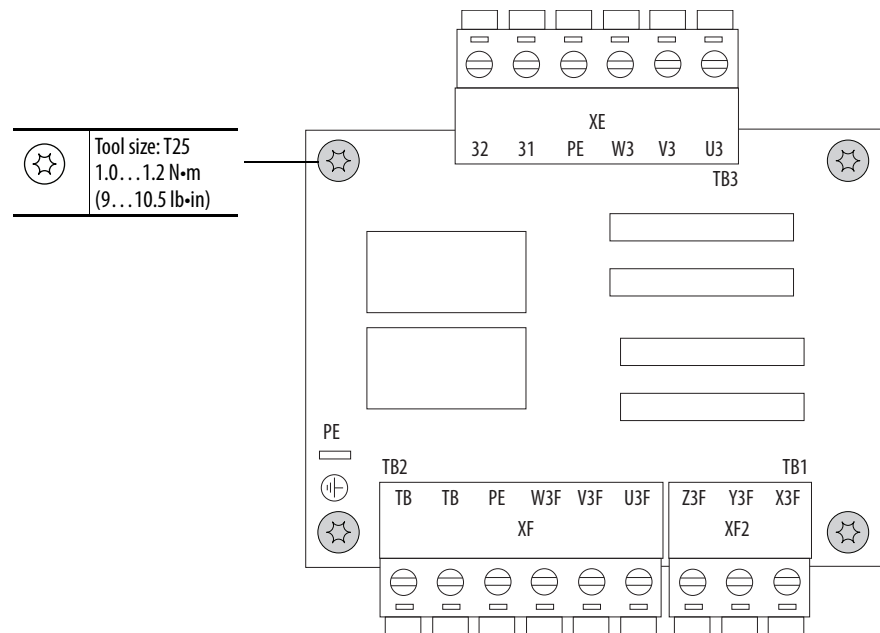 XE
32 31 PE W3 V3 U3
TB3
Tool size: T25
1.0...1.2 N•m
(9...10.5 lb•in)
PE
TB2
TB1
TB TB PE W3F V3F U3F
XF
Z3F Y3F X3F
XF2